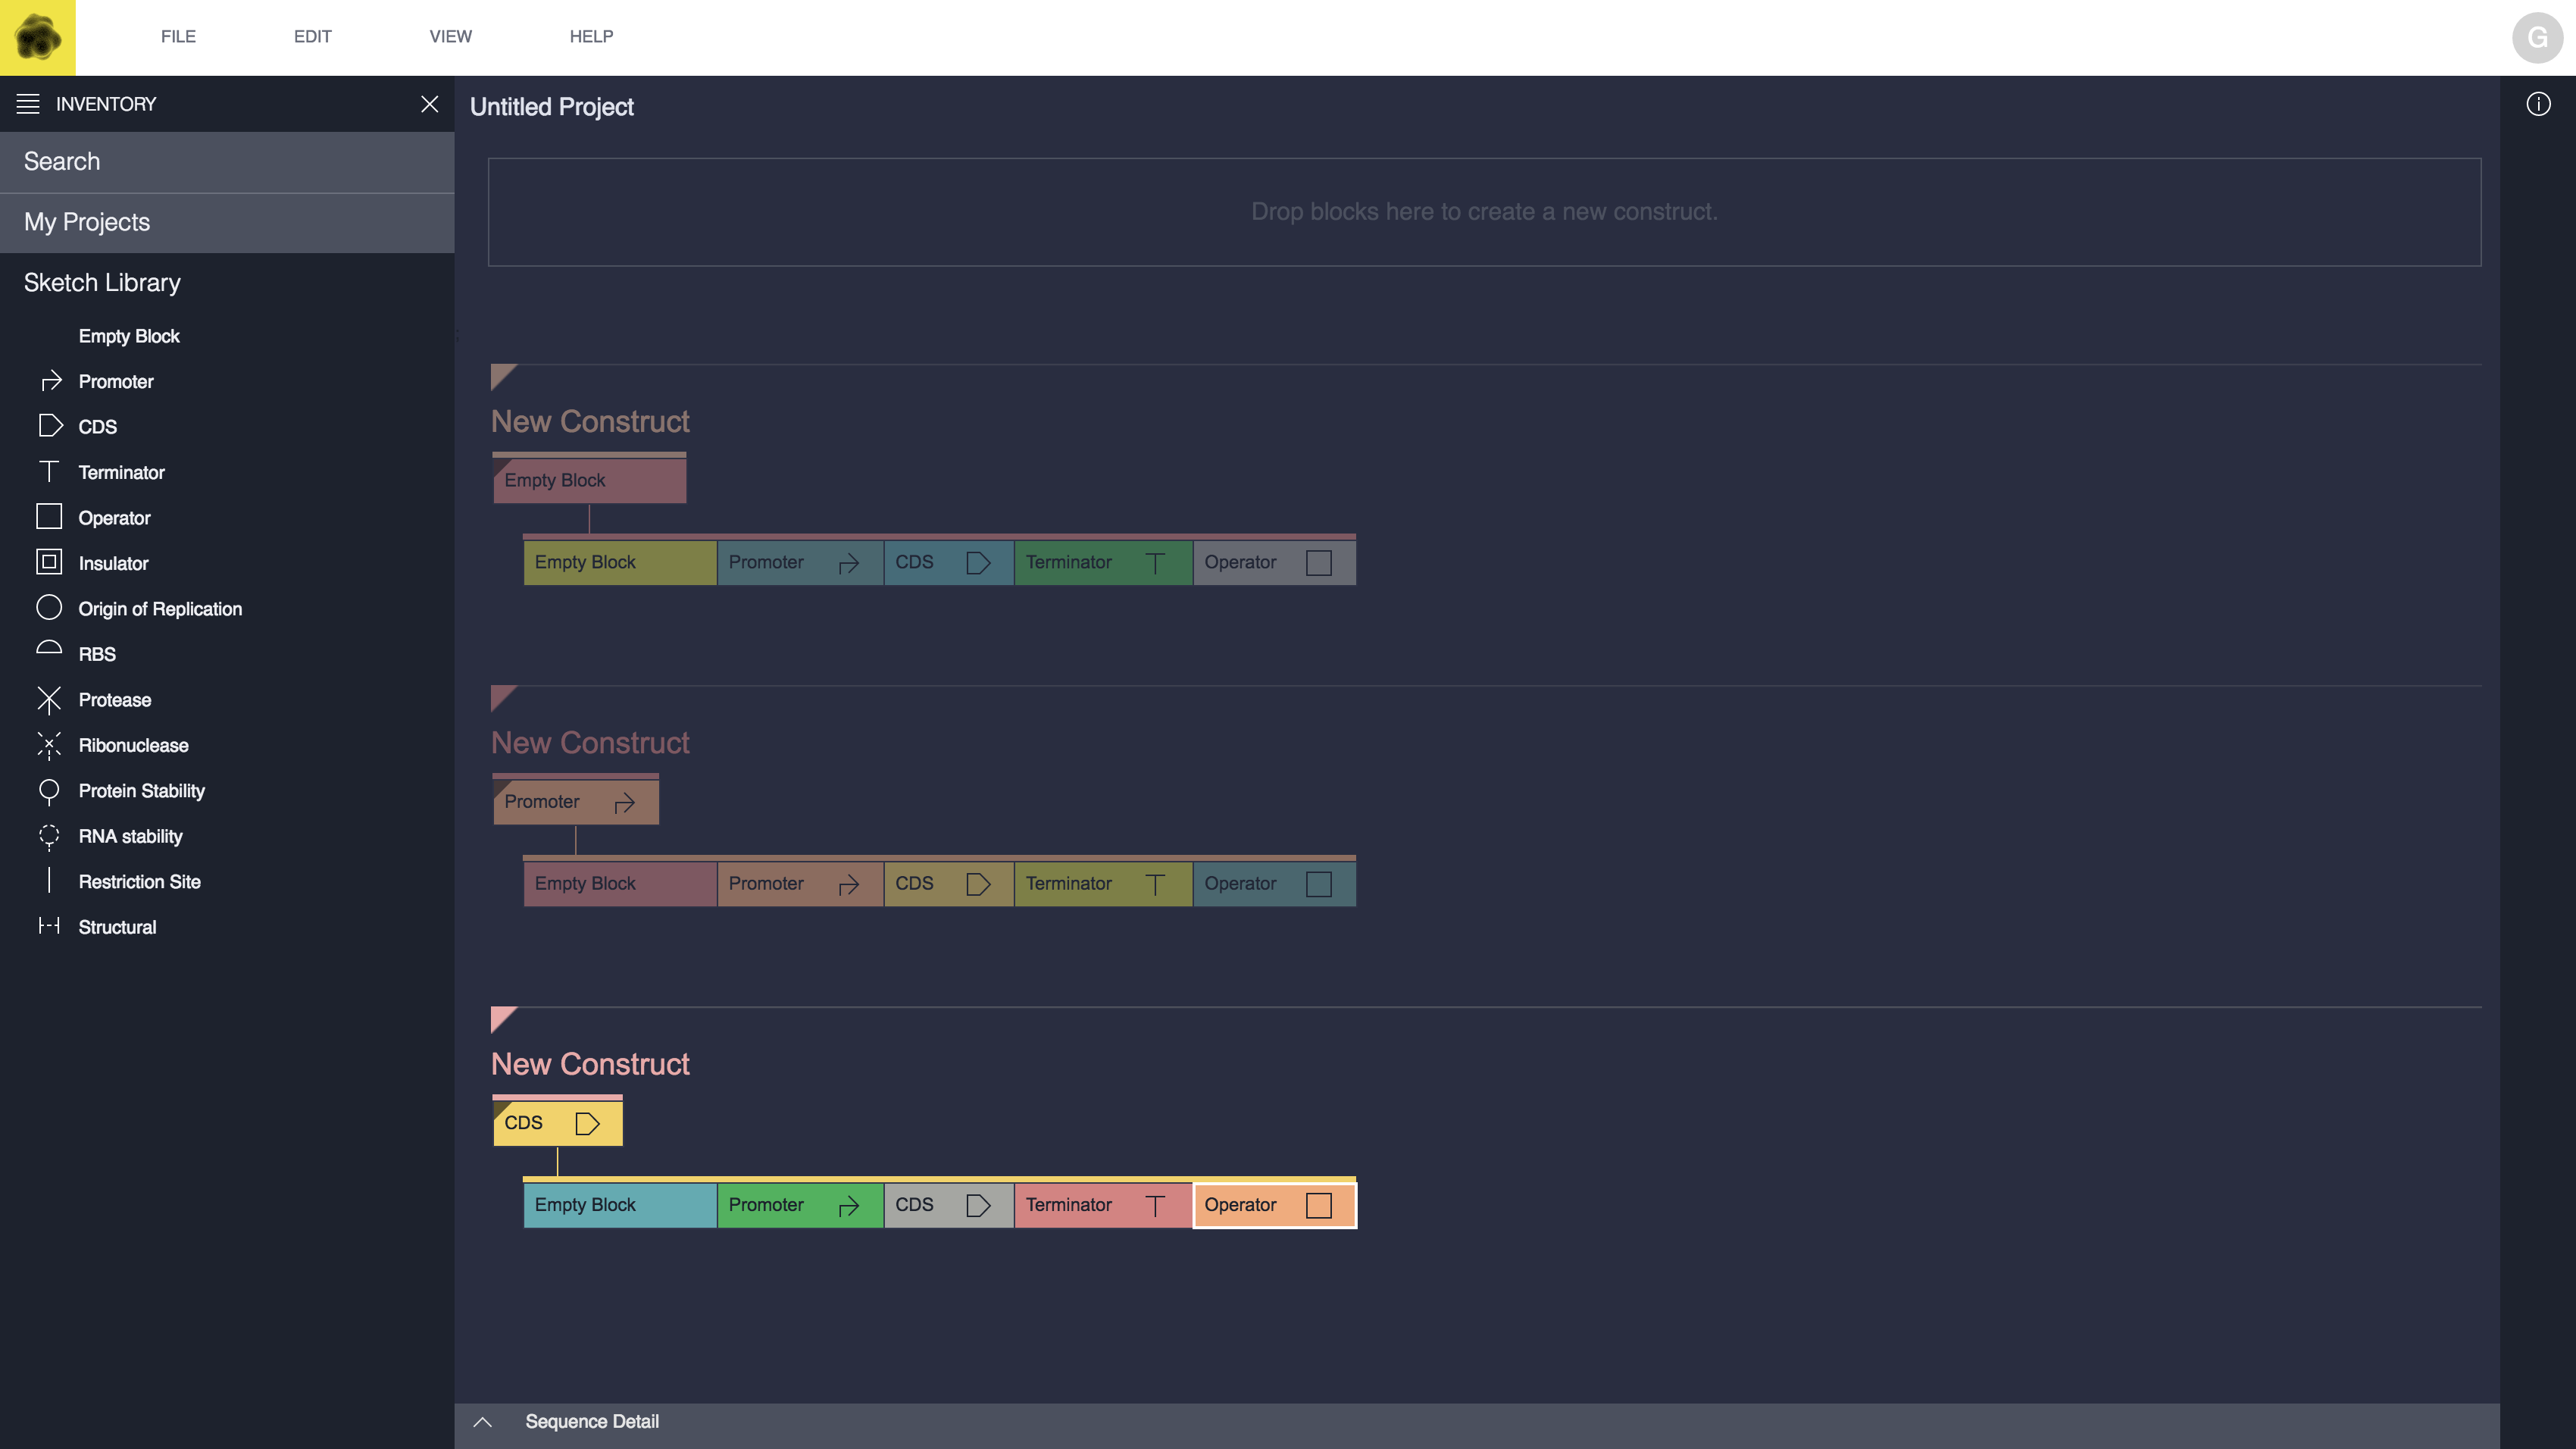 FILE EDIT VIEW HELP G
INVENTORY
Search
My Projects
Sketch Library
Empty Block
Promoter
CDS
Terminator
Operator
Insulator
Origin of Replication
RBS
Protease
Ribonuclease
Protein Stability
RNA stability
Restriction Site
Structural
Untitled Project
Drop blocks here to create a new construct.
New Construct
Empty Block
Empty Block Promoter CDS Terminator Operator
New Construct
Promoter
Empty Block Promoter CDS Terminator Operator
New Construct
CDS
Empty Block Promoter CDS Terminator Operator
Sequence Detail